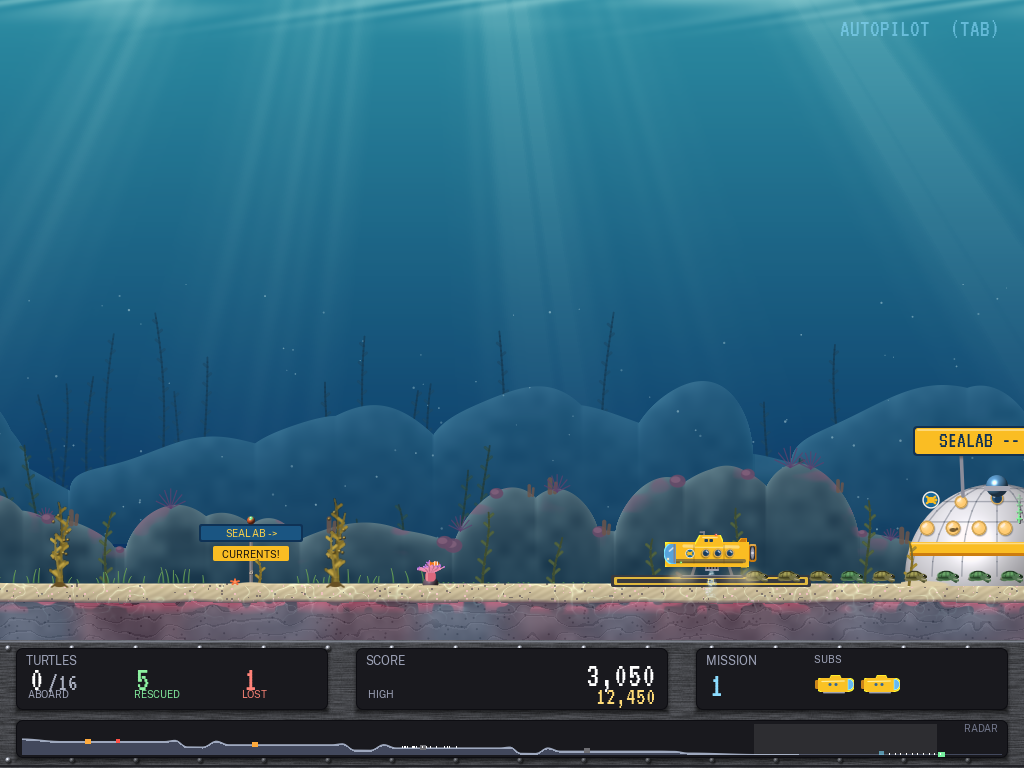 AUTOPILOT (TAB)
SEALAB --
SEALAB ->
CURRENTS!
TURTLES
0 /16
ABOARD
5
RESCUED
1
LOST
SCORE
3,050
HIGH
12,450
MISSION
1
SUBS
RADAR